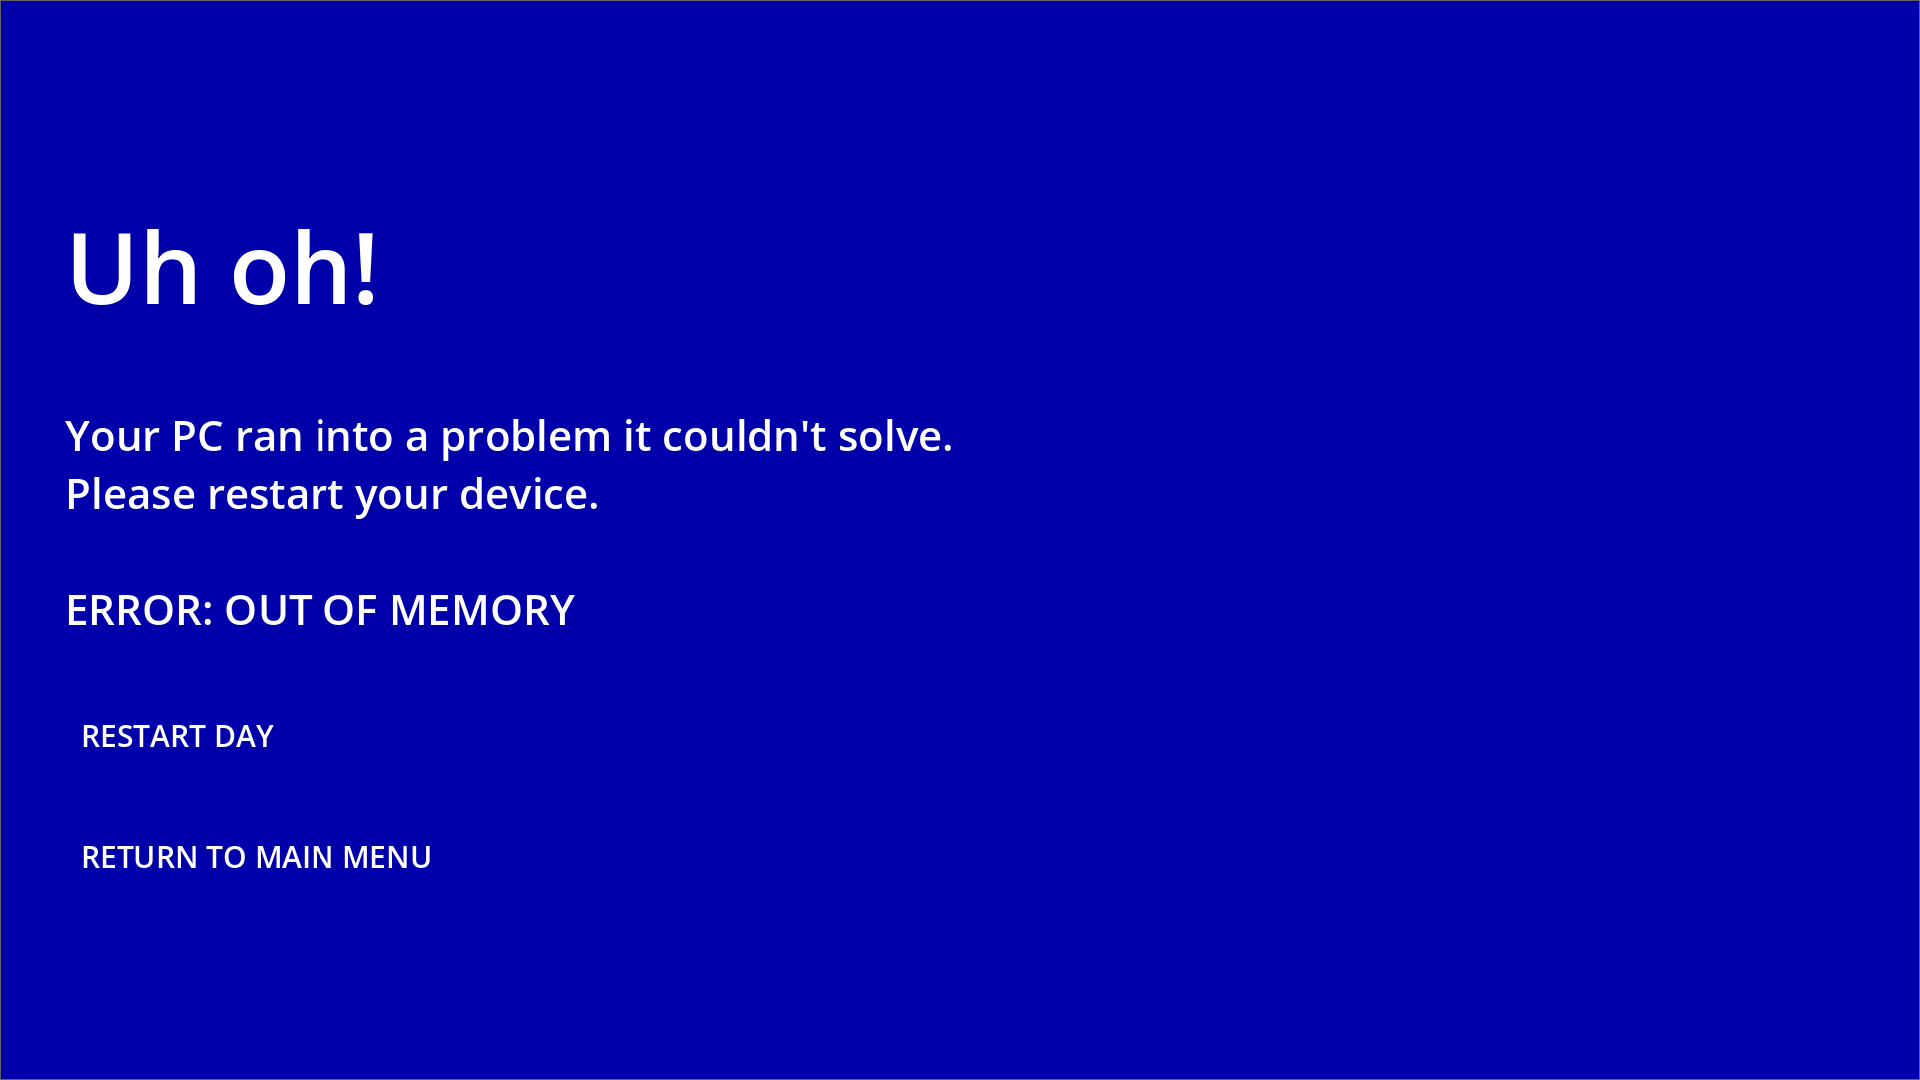 Uh oh!
Your PC ran into a problem it couldn't solve.
Please restart your device.
ERROR: OUT OF MEMORY
RESTART DAY
RETURN TO MAIN MENU